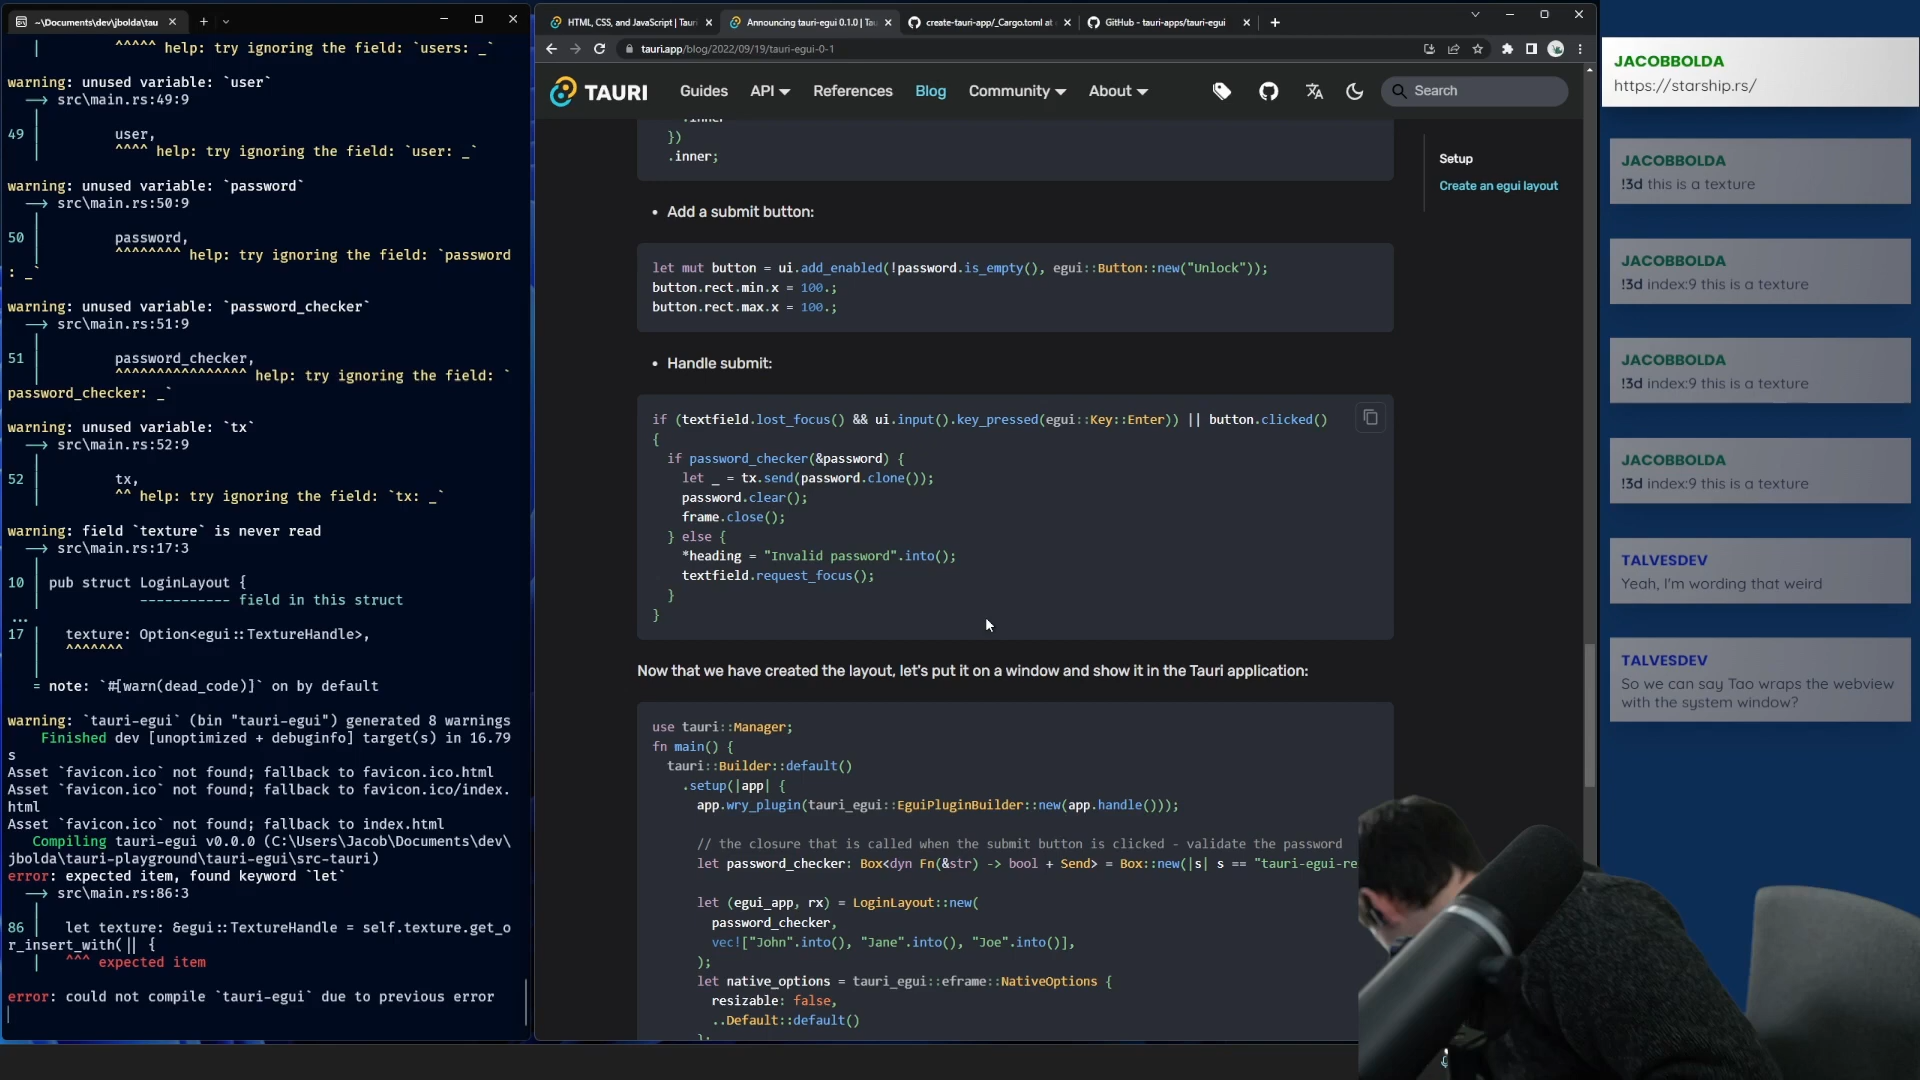 ~\Documents\dev\jbolda\tau
^^^^^ help: try ignoring the field: `users: _`
warning: unused variable: `user`
--> src\main.rs:49:9
49 | user,
^^^^ help: try ignoring the field: `user: _`
warning: unused variable: `password`
--> src\main.rs:50:9
50 | password,
^^^^^^^^ help: try ignoring the field: `password
: _`
warning: unused variable: `password_checker`
--> src\main.rs:51:9
51 | password_checker,
^^^^^^^^^^^^^^^^ help: try ignoring the field: `
password_checker: _`
warning: unused variable: `tx`
--> src\main.rs:52:9
52 | tx,
^^ help: try ignoring the field: `tx: _`
warning: field `texture` is never read
--> src\main.rs:17:3
10 | pub struct LoginLayout {
----------- field in this struct
...
17 | texture: Option<egui::TextureHandle>,
^^^^^^^
= note: `#[warn(dead_code)]` on by default
warning: `tauri-egui` (bin "tauri-egui") generated 8 warnings
Finished dev [unoptimized + debuginfo] target(s) in 16.79
s
Asset `favicon.ico` not found; fallback to favicon.ico.html
Asset `favicon.ico` not found; fallback to favicon.ico/index.
html
Asset `favicon.ico` not found; fallback to index.html
Compiling tauri-egui v0.0.0 (C:\Users\Jacob\Documents\dev\
jbolda\tauri-playground\tauri-egui\src-tauri)
error: expected item, found keyword `let`
--> src\main.rs:86:3
86 | let texture: &egui::TextureHandle = self.texture.get_o
r_insert_with(|| {
^^^ expected item
error: could not compile `tauri-egui` due to previous error
HTML, CSS, and JavaScript | Tauri
Announcing tauri-egui 0.1.0 | Tau
create-tauri-app/_Cargo.toml at
GitHub - tauri-apps/tauri-egui
tauri.app/blog/2022/09/19/tauri-egui-0-1
TAURI
Guides
API
References
Blog
Community
About
Search
})
.inner;
Setup
Create an egui layout
• Add a submit button:
let mut button = ui.add_enabled(!password.is_empty(), egui::Button::new("Unlock"));
button.rect.min.x = 100.;
button.rect.max.x = 100.;
• Handle submit:
if (textfield.lost_focus() && ui.input().key_pressed(egui::Key::Enter)) || button.clicked()
{
if password_checker(&password) {
let _ = tx.send(password.clone());
password.clear();
frame.close();
} else {
*heading = "Invalid password".into();
textfield.request_focus();
}
}
Now that we have created the layout, let's put it on a window and show it in the Tauri application:
use tauri::Manager;
fn main() {
tauri::Builder::default()
.setup(|app| {
app.wry_plugin(tauri_egui::EguiPluginBuilder::new(app.handle()));
// the closure that is called when the submit button is clicked - validate the password
let password_checker: Box<dyn Fn(&str) -> bool + Send> = Box::new(|s| s == "tauri-egui-re
let (egui_app, rx) = LoginLayout::new(
password_checker,
vec!["John".into(), "Jane".into(), "Joe".into()],
);
let native_options = tauri_egui::eframe::NativeOptions {
resizable: false,
..Default::default()
JACOBBOLDA
https://starship.rs/
JACOBBOLDA
!3d this is a texture
JACOBBOLDA
!3d index:9 this is a texture
JACOBBOLDA
!3d index:9 this is a texture
JACOBBOLDA
!3d index:9 this is a texture
TALVESDEV
Yeah, I'm wording that weird
TALVESDEV
So we can say Tao wraps the webview
with the system window?